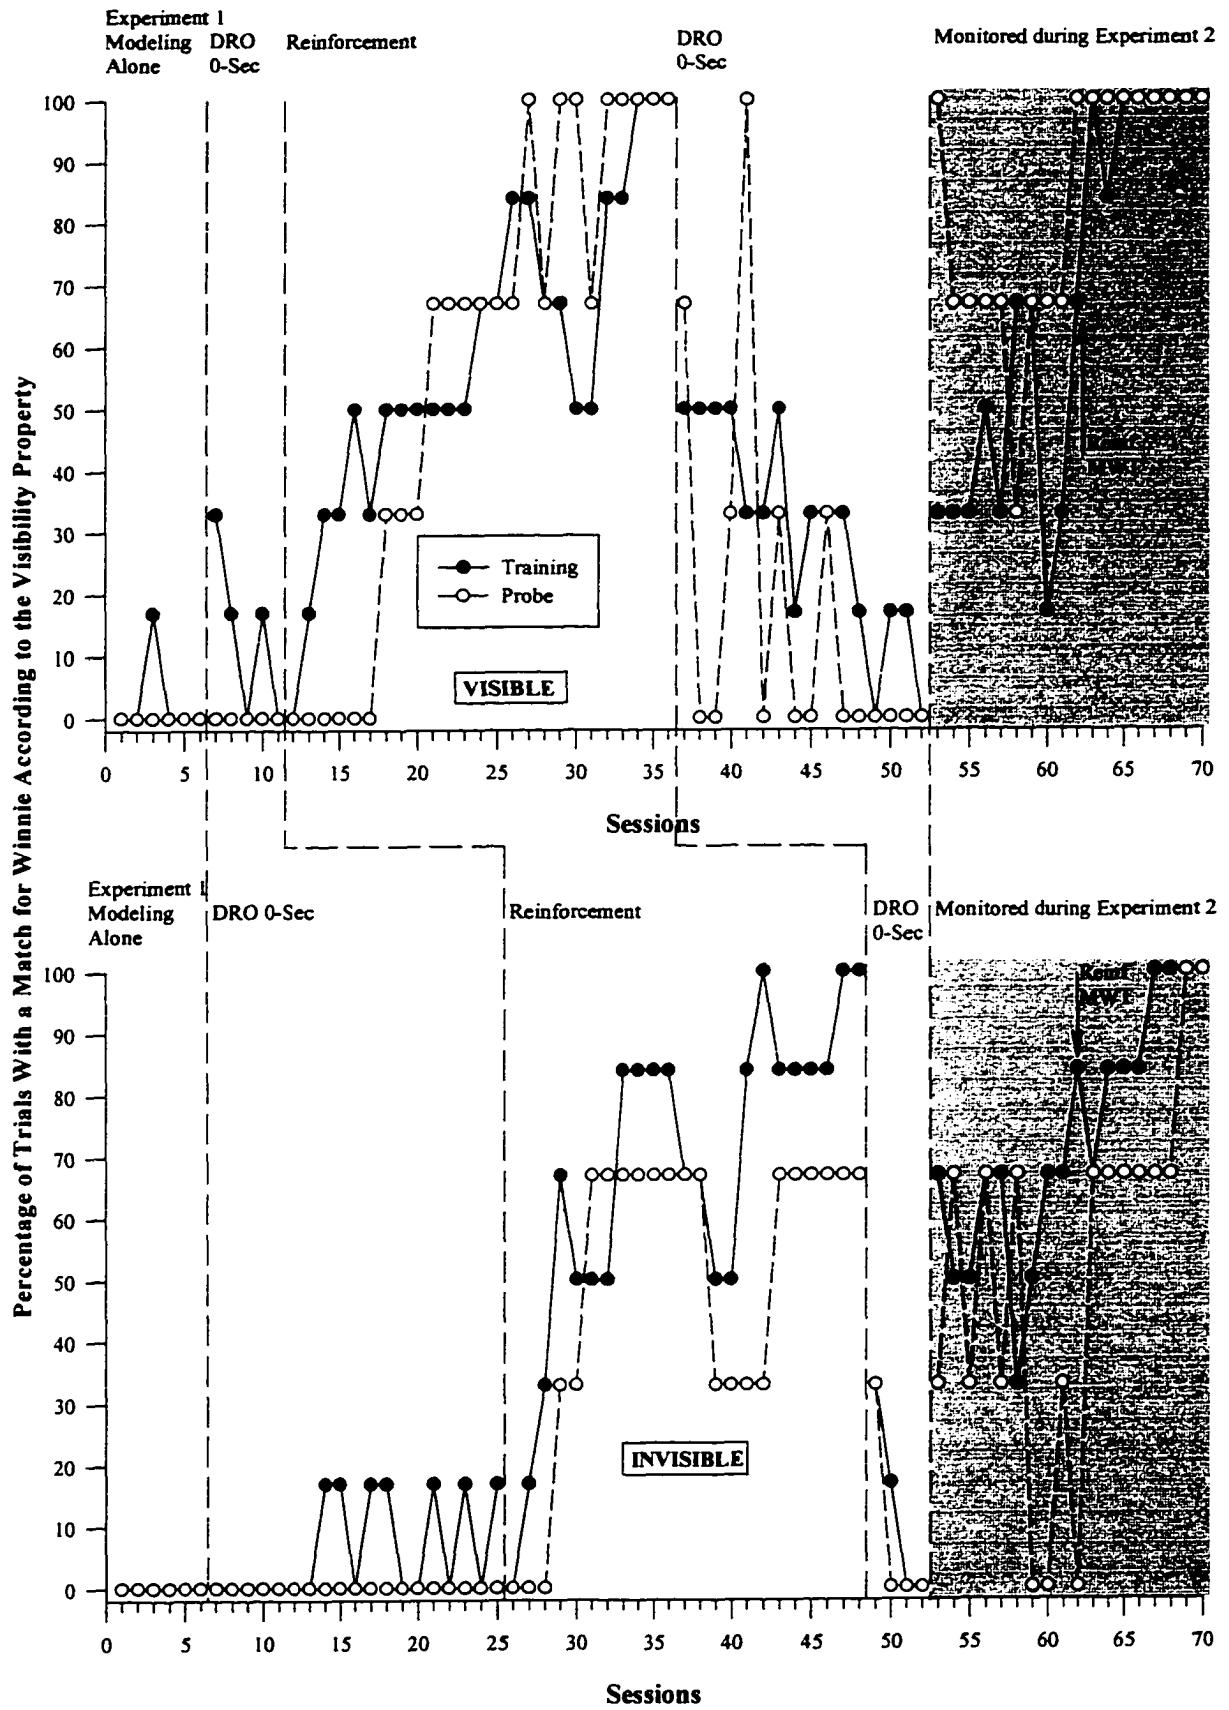 Experiment 1
Modeling
Alone
DRO
0-Sec
Reinforcement
DRO
0-Sec
Monitored during Experiment 2
Percentage of Trials With a Match for Winnie According to the Visibility Property
100
90
80
70
60
50
40
30
20
10
0
Training
Probe
VISIBLE
Reinf
MWT
0 5 10 15 20 25 30 35 40 45 50 55 60 65 70
Sessions
Experiment 1
Modeling
Alone
DRO 0-Sec
Reinforcement
DRO
0-Sec
Monitored during Experiment 2
100
90
80
70
60
50
40
30
20
10
0
Reinf
MWT
INVISIBLE
0 5 10 15 20 25 30 35 40 45 50 55 60 65 70
Sessions